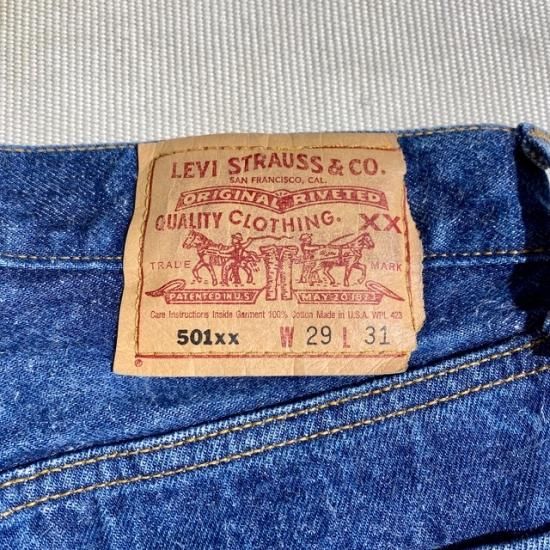 LEVI STRAUSS & CO.
SAN FRANCISCO, CAL.
ORIGINAL RIVETED
QUALITY CLOTHING. XX
TRADE MARK
PATENTED IN U.S. MAY 20 1873
Care Instructions Inside Garment 100% Cotton Made in U.S.A. WPL 423
501xx W 29 L 31
®